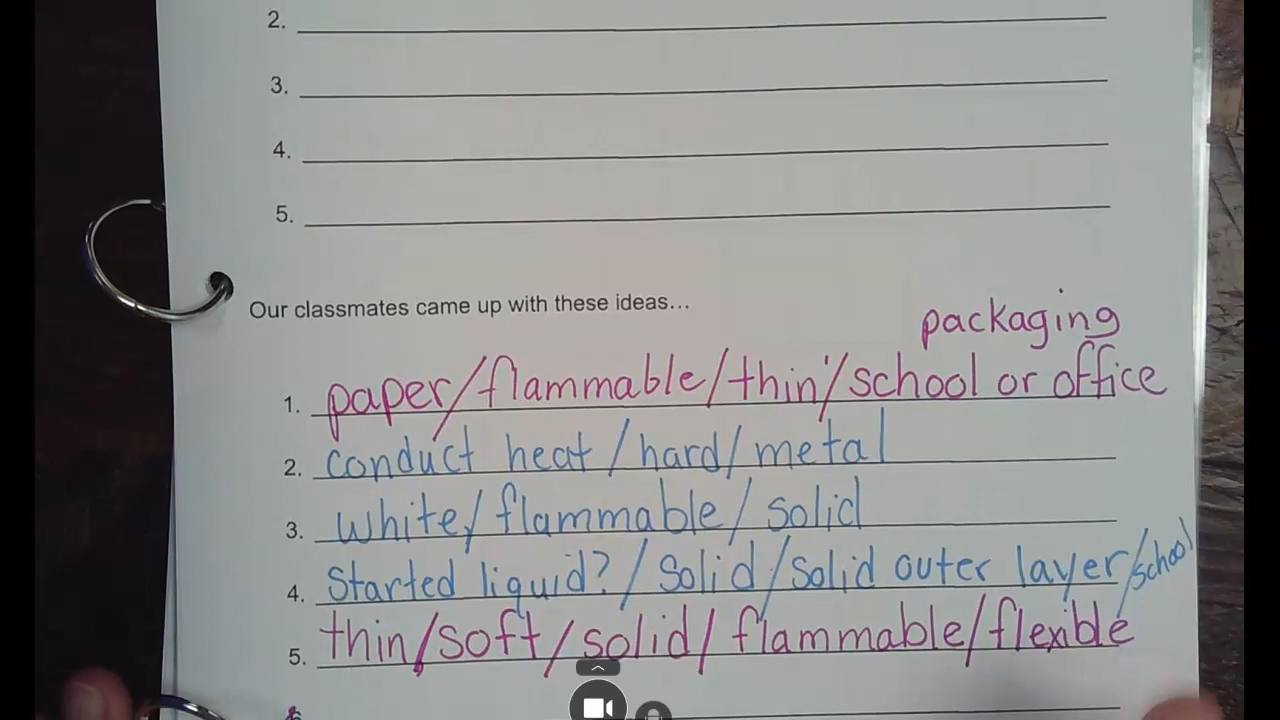 2.
3.
4.
5.
Our classmates came up with these ideas...
packaging
1. paper/flammable/thin/school or office
2. conduct heat/hard/metal
3. white/flammable/solid
4. Started liquid?/Solid/solid outer layer/school
5. thin/soft/solid/flammable/flexible